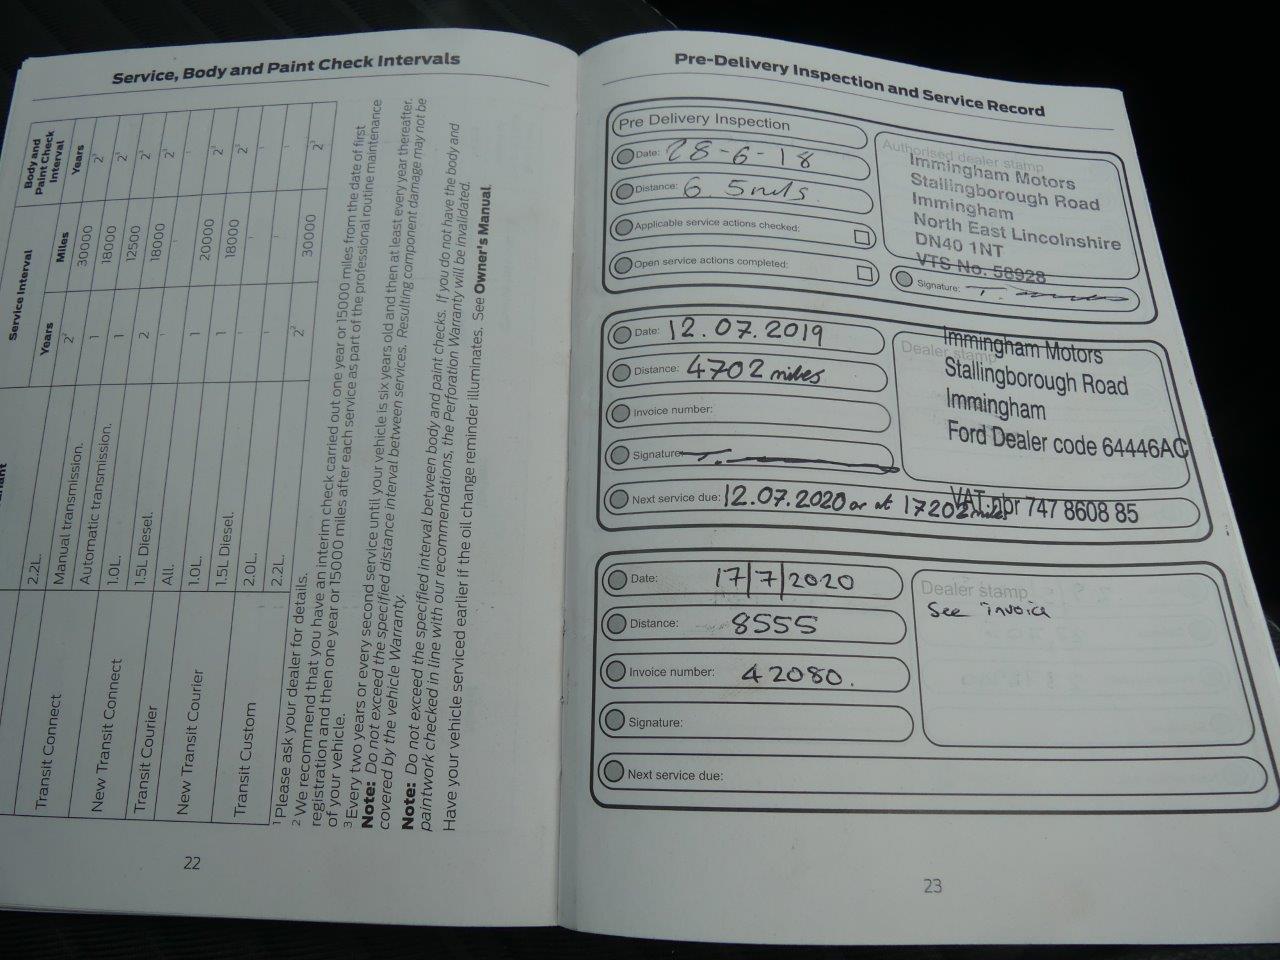 Service, Body and Paint Check Intervals
Service Interval
Body and
Paint Check
Interval
Years
Miles
Years
2.2L.
2²
30000
2³
Transit Connect
Manual transmission.
1
18000
2³
Automatic transmission.
1
12500
2³
New Transit Connect
1.0L.
2
18000
2³
1.5L Diesel.
Transit Courier
All.
1
20000
2³
New Transit Courier
1.0L.
1
18000
2³
1.5L Diesel.
Transit Custom
2.0L.
2.2L.
2²
30000
2³
¹ Please ask your dealer for details.
² We recommend that you have an interim check carried out one year or 15000 miles from the date of first
registration and then one year or 15000 miles after each service as part of the professional routine maintenance
of your vehicle.
³ Every two years or every second service until your vehicle is six years old and then at least every year thereafter.
Note: Do not exceed the specified distance interval between services. Resulting component damage may not be
covered by the vehicle Warranty.
Note: Do not exceed the specified interval between body and paint checks. If you do not have the body and
paintwork checked in line with our recommendations, the Perforation Warranty will be invalidated.
Have your vehicle serviced earlier if the oil change reminder illuminates. See Owner's Manual.
22
Pre-Delivery Inspection and Service Record
Pre Delivery Inspection
Date: 28-6-18
Distance: 6.5mls.
Applicable service actions checked:
Open service actions completed:
Authorised dealer stamp
Immingham Motors
Stallingborough Road
Immingham
North East Lincolnshire
DN40 1NT
VTS No. 58928
Signature:
Date: 12.07.2019
Distance: 4702 miles
Invoice number:
Signature
Next service due: 12.07.2020 or at 17202 miles
Dealer stamp
Immingham Motors
Stallingborough Road
Immingham
Ford Dealer code 64446AC
VAT nbr 747 8608 85
Date: 17/7/2020
Distance: 8555
Invoice number: 42080.
Signature:
Next service due:
Dealer stamp
See invoice
23